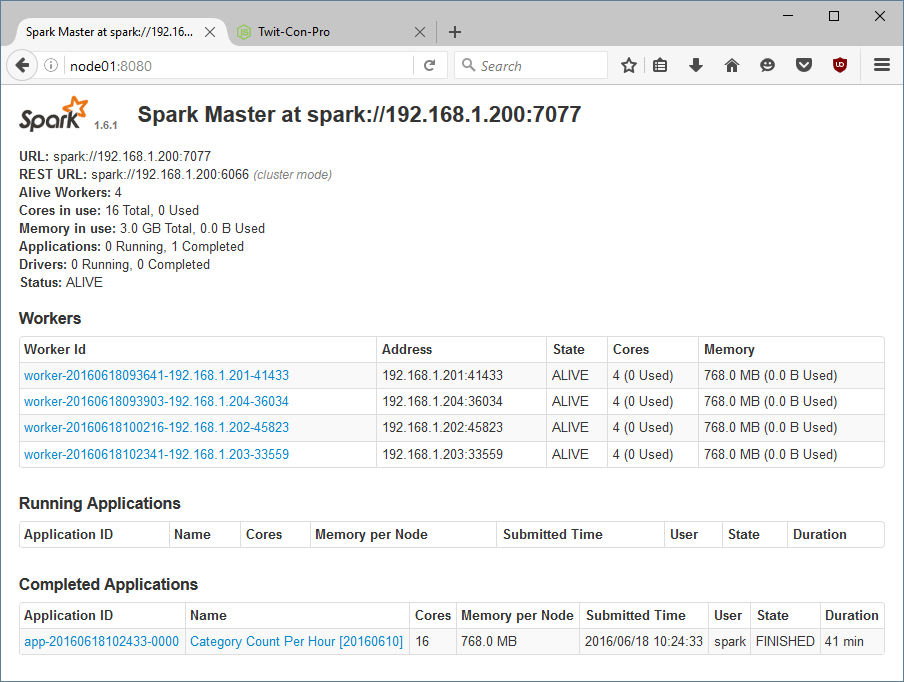 Spark Master at spark://192.16...
Twit-Con-Pro
node01:8080
Search
Spark 1.6.1 Spark Master at spark://192.168.1.200:7077
URL: spark://192.168.1.200:7077
REST URL: spark://192.168.1.200:6066 (cluster mode)
Alive Workers: 4
Cores in use: 16 Total, 0 Used
Memory in use: 3.0 GB Total, 0.0 B Used
Applications: 0 Running, 1 Completed
Drivers: 0 Running, 0 Completed
Status: ALIVE
Workers
Worker Id Address State Cores Memory
worker-20160618093641-192.168.1.201-41433 192.168.1.201:41433 ALIVE 4 (0 Used) 768.0 MB (0.0 B Used)
worker-20160618093903-192.168.1.204-36034 192.168.1.204:36034 ALIVE 4 (0 Used) 768.0 MB (0.0 B Used)
worker-20160618100216-192.168.1.202-45823 192.168.1.202:45823 ALIVE 4 (0 Used) 768.0 MB (0.0 B Used)
worker-20160618102341-192.168.1.203-33559 192.168.1.203:33559 ALIVE 4 (0 Used) 768.0 MB (0.0 B Used)
Running Applications
Application ID Name Cores Memory per Node Submitted Time User State Duration
Completed Applications
Application ID Name Cores Memory per Node Submitted Time User State Duration
app-20160618102433-0000 Category Count Per Hour [20160610] 16 768.0 MB 2016/06/18 10:24:33 spark FINISHED 41 min